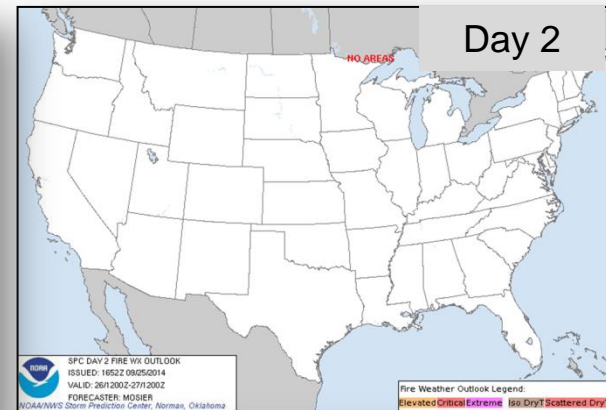 Day 2
NO AREAS
NOAA
SPC DAY 2 FIRE WX OUTLOOK
ISSUED: 1652Z 09/25/2014
VALID: 26/1200Z-27/1200Z
FORECASTER: MOSIER
NOAA/NWS Storm Prediction Center, Norman, Oklahoma
Fire Weather Outlook Legend:
Elevated Critical Extreme Iso DryT Scattered DryT